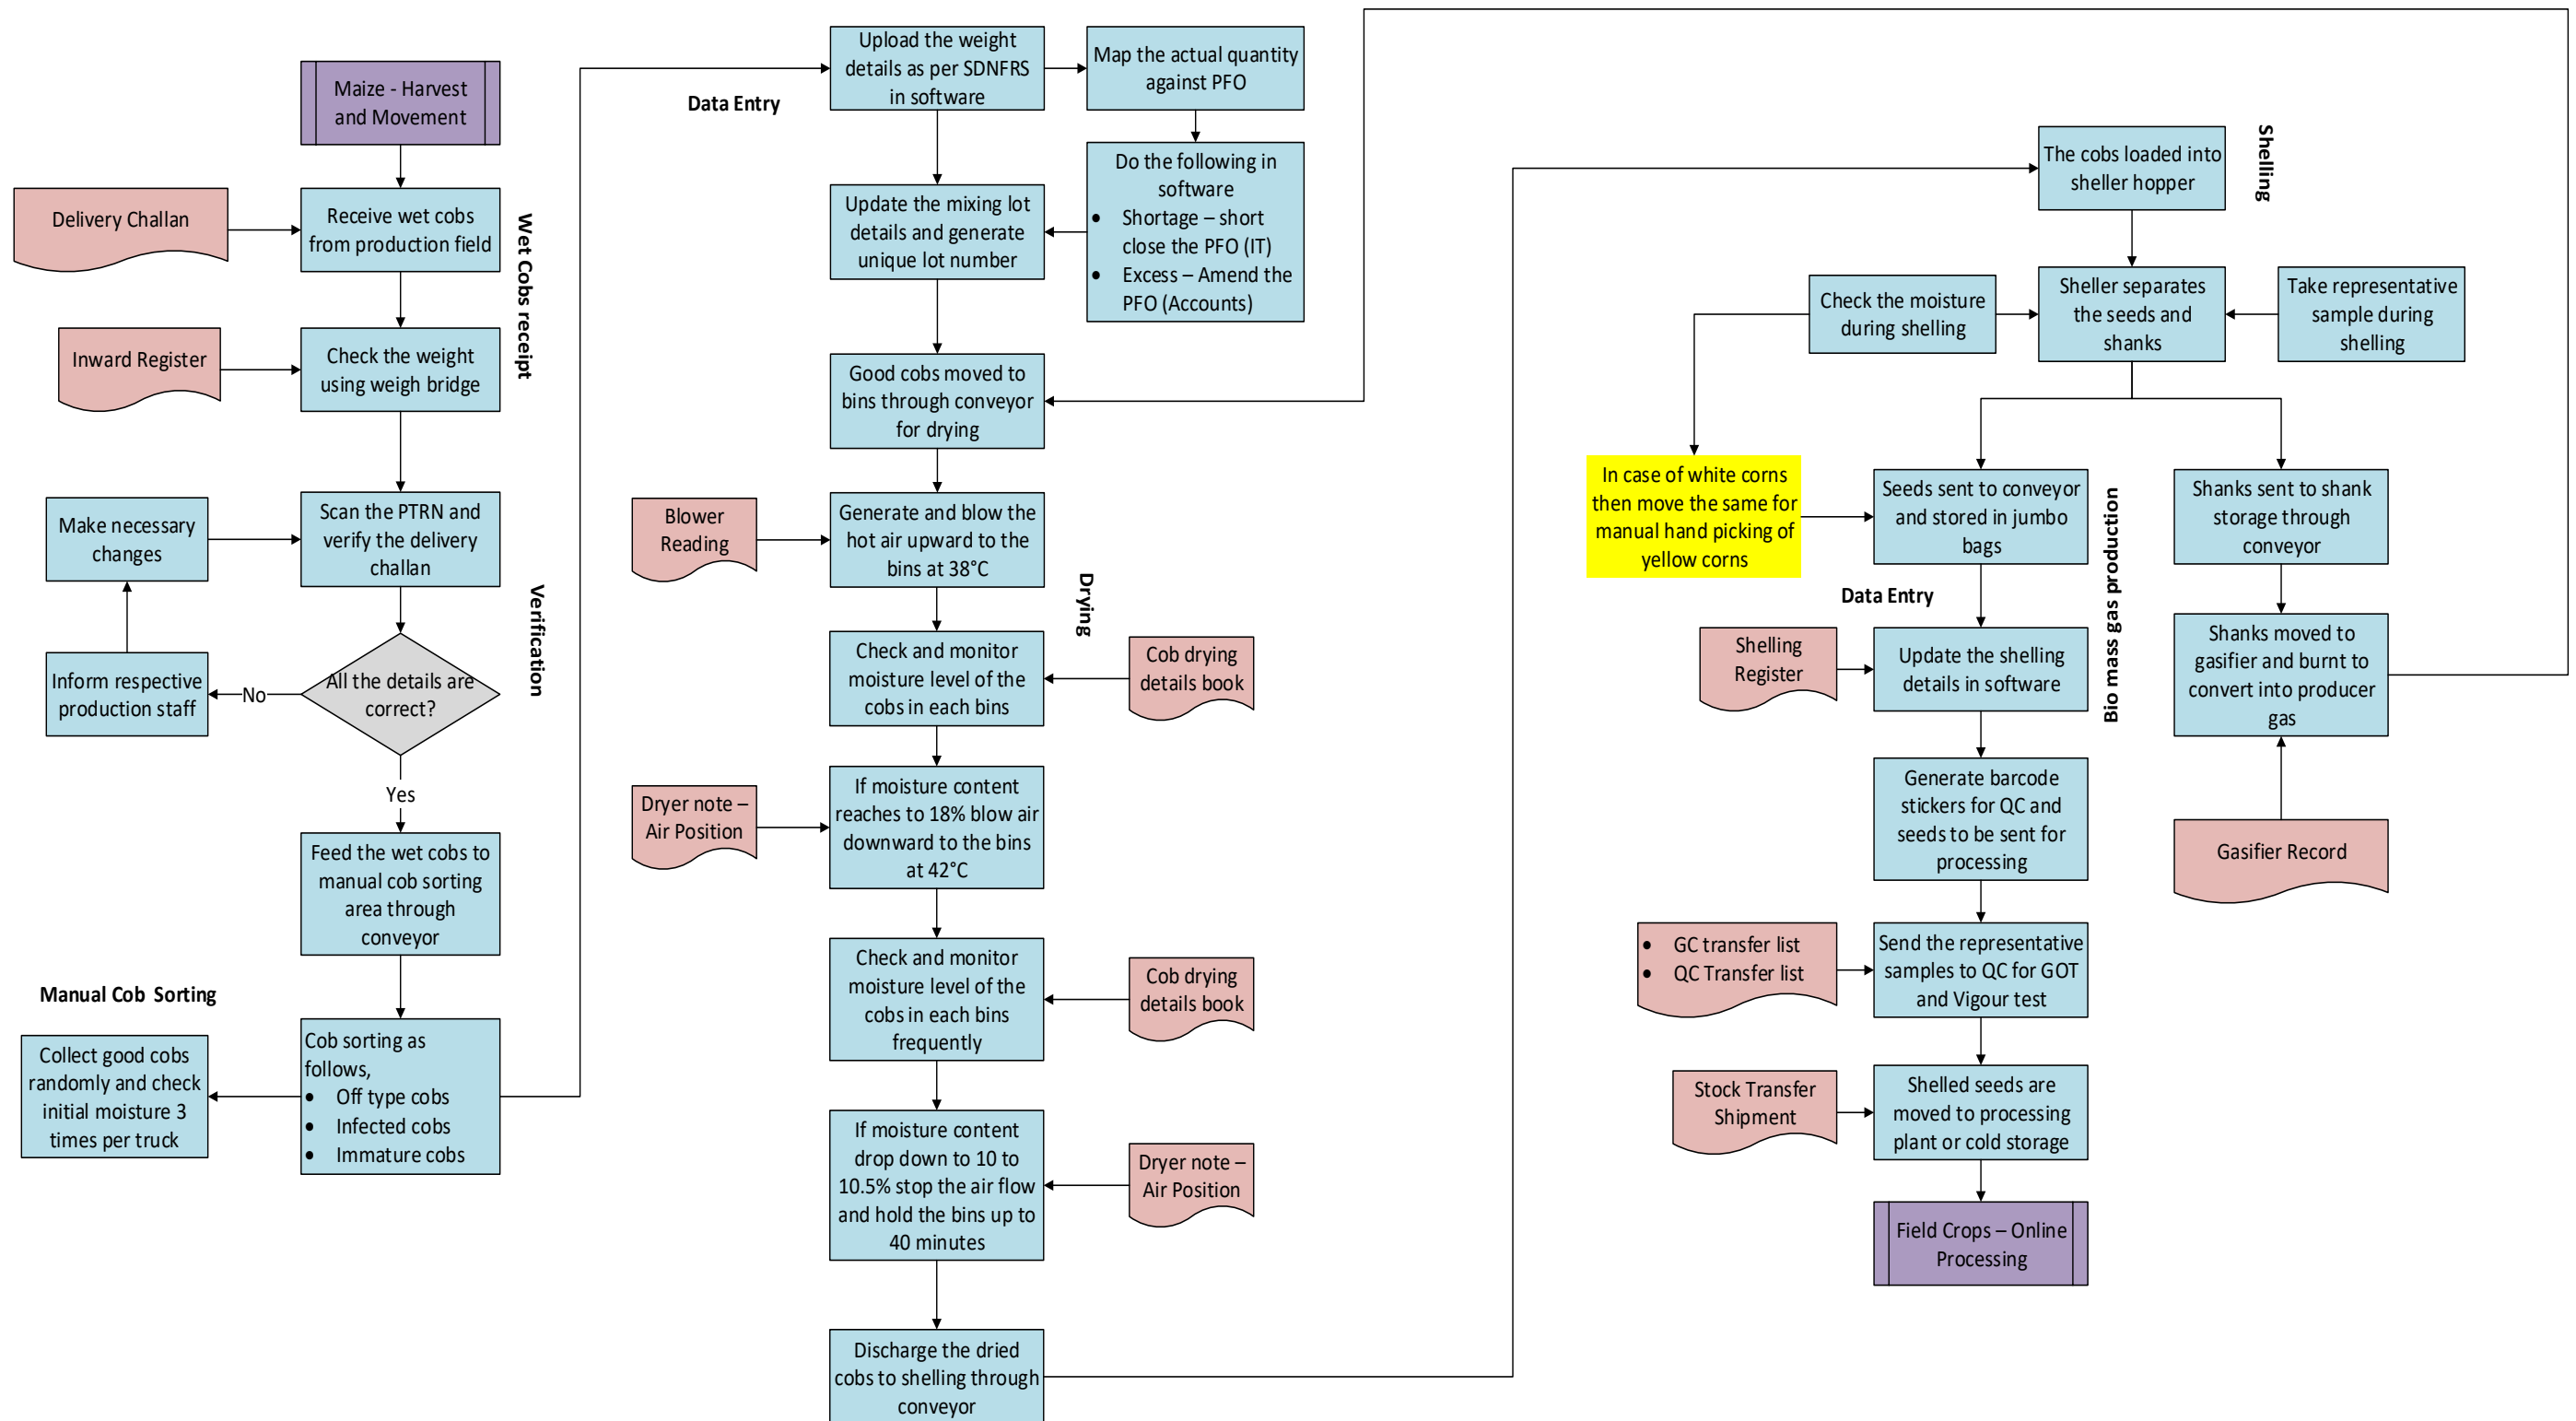 Maize - Harvest
and Movement
Delivery Challan
Receive wet cobs
from production field
Wet Cobs receipt
Inward Register
Check the weight
using weigh bridge
Make necessary
changes
Scan the PTRN and
verify the delivery
challan
Verification
Inform respective
production staff
No
All the details are
correct?
Yes
Feed the wet cobs to
manual cob sorting
area through
conveyor
Manual Cob Sorting
Collect good cobs
randomly and check
initial moisture 3
times per truck
Cob sorting as
follows,
• Off type cobs
• Infected cobs
• Immature cobs
Data Entry
Upload the weight
details as per SDNFRS
in software
Map the actual quantity
against PFO
Do the following in
software
• Shortage – short
close the PFO (IT)
• Excess – Amend the
PFO (Accounts)
Update the mixing lot
details and generate
unique lot number
Good cobs moved to
bins through conveyor
for drying
Blower
Reading
Generate and blow the
hot air upward to the
bins at 38°C
Drying
Check and monitor
moisture level of the
cobs in each bins
Cob drying
details book
Dryer note –
Air Position
If moisture content
reaches to 18% blow air
downward to the bins
at 42°C
Check and monitor
moisture level of the
cobs in each bins
frequently
Cob drying
details book
If moisture content
drop down to 10 to
10.5% stop the air flow
and hold the bins up to
40 minutes
Dryer note –
Air Position
Discharge the dried
cobs to shelling through
conveyor
The cobs loaded into
sheller hopper
Shelling
Check the moisture
during shelling
Sheller separates
the seeds and
shanks
Take representative
sample during
shelling
In case of white corns
then move the same for
manual hand picking of
yellow corns
Seeds sent to conveyor
and stored in jumbo
bags
Shanks sent to shank
storage through
conveyor
Data Entry
Bio mass gas production
Shelling
Register
Update the shelling
details in software
Shanks moved to
gasifier and burnt to
convert into producer
gas
Generate barcode
stickers for QC and
seeds to be sent for
processing
Gasifier Record
• GC transfer list
• QC Transfer list
Send the representative
samples to QC for GOT
and Vigour test
Stock Transfer
Shipment
Shelled seeds are
moved to processing
plant or cold storage
Field Crops – Online
Processing